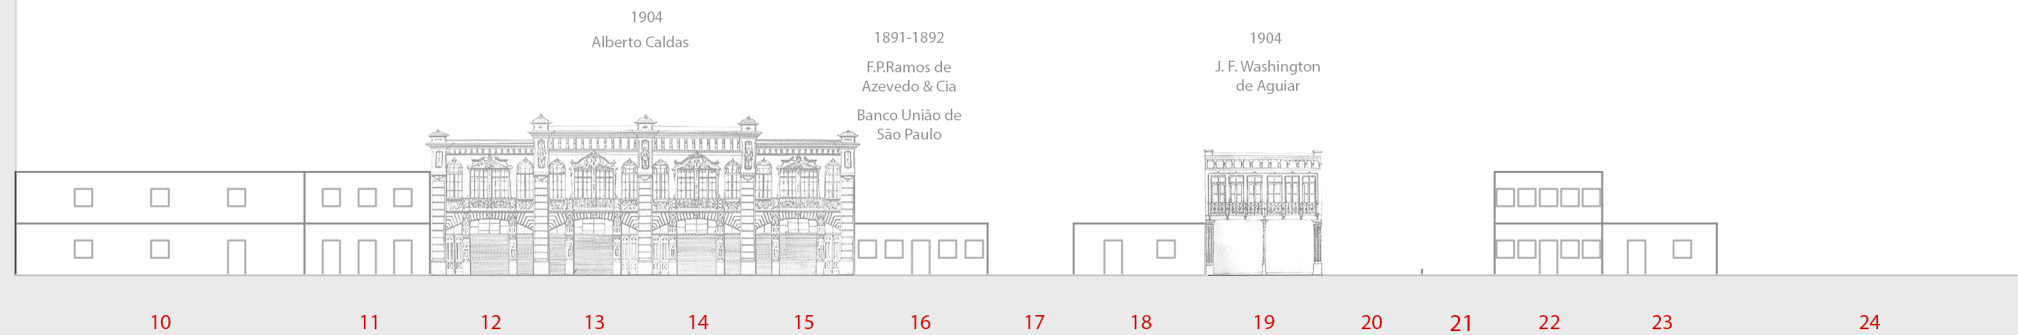 1904
Alberto Caldas
1891-1892
F.P.Ramos de
Azevedo & Cia
Banco União de
São Paulo
1904
J. F. Washington
de Aguiar
10 11 12 13 14 15 16 17 18 19 20 21 22 23 24